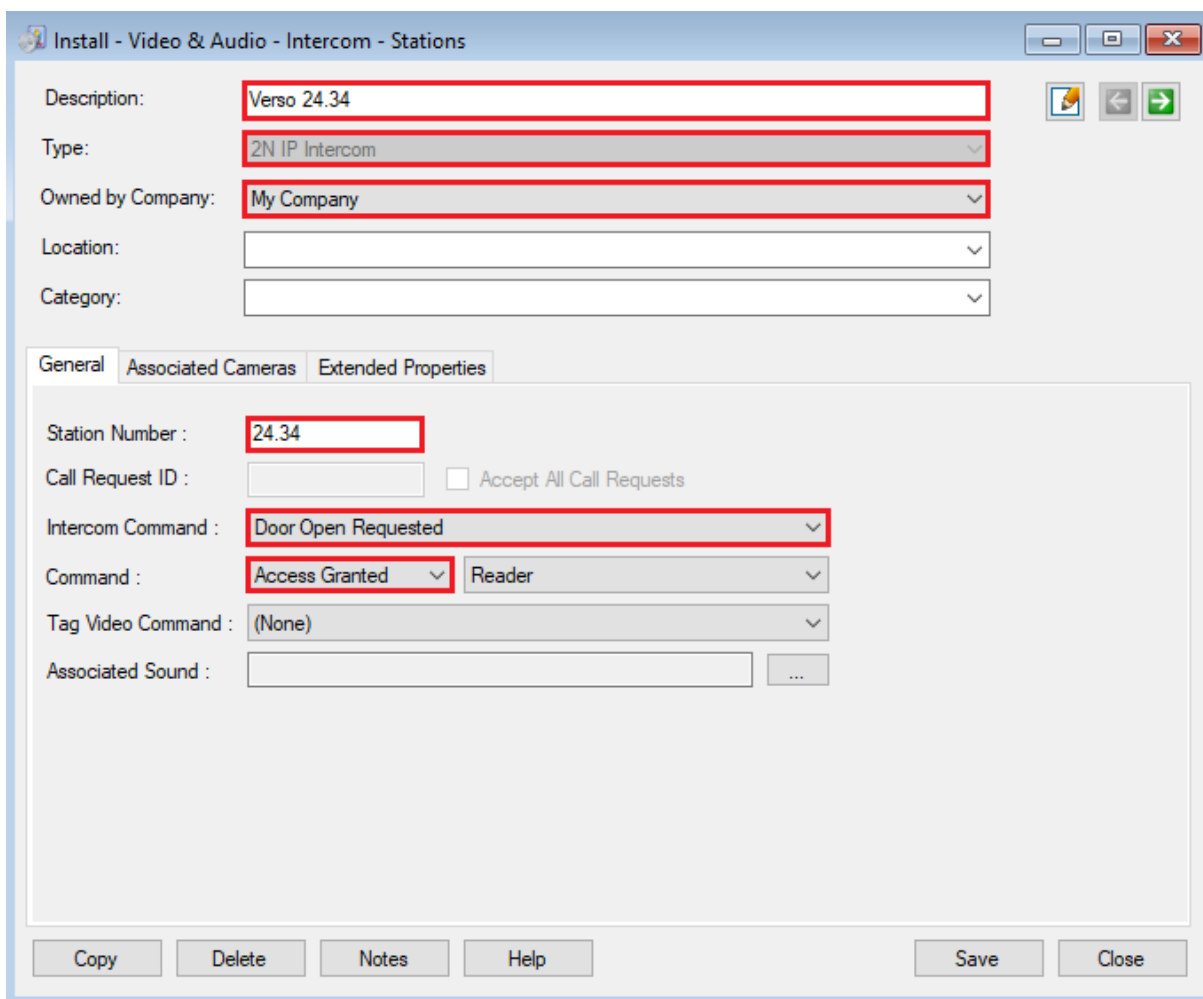 Install - Video & Audio - Intercom - Stations
Description: Verso 24.34
Type: 2N IP Intercom
Owned by Company: My Company
Location:
Category:
General Associated Cameras Extended Properties
Station Number : 24.34
Call Request ID : Accept All Call Requests
Intercom Command : Door Open Requested
Command : Access Granted Reader
Tag Video Command : (None)
Associated Sound : ...
Copy Delete Notes Help Save Close